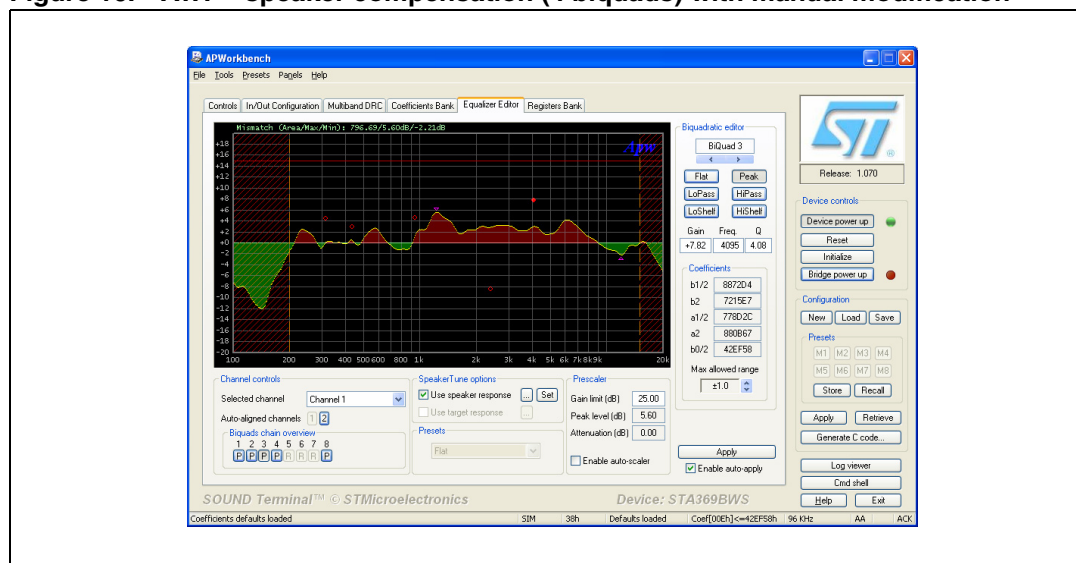 APWorkbench
File Tools Presets Panels Help
Controls In/Out Configuration Multiband DRC Coefficients Bank Equalizer Editor Registers Bank
Mismatch (Area/Max/Min): 796.69/5.60dB/-2.21dB
Apw
+18
+16
+14
+12
+10
+8
+6
+4
+2
+0
-2
-4
-6
-8
-10
-12
-14
-16
-18
-20
100 200 300 400 500 600 800 1k 2k 3k 4k 5k 6k 7k 8k 9k 20k
Biquadratic editor
BiQuad 3
Flat Peak
LoPass HiPass
LoShelf HiShelf
Gain Freq. Q
+7.82 4095 4.08
Coefficients
b1/2 8872D4
b2 7215E7
a1/2 778D2C
a2 880B67
b0/2 42EF58
Max allowed range
±1.0
Apply
Enable auto-apply
Channel controls
Selected channel Channel 1
Auto-aligned channels 1 2
Biquads chain overview
1 2 3 4 5 6 7 8
P P P P R R R P
SpeakerTune options
Use speaker response ... Set
Use target response ...
Presets
Flat
Prescaler
Gain limit (dB) 25.00
Peak level (dB) 5.60
Attenuation (dB) 0.00
Enable auto-scaler
ST
®
Release: 1.070
Device controls
Device power up
Reset
Initialize
Bridge power up
Configuration
New Load Save
Presets
M1 M2 M3 M4
M5 M6 M7 M8
Store Recall
Apply Retrieve
Generate C code...
Log viewer
Cmd shell
Help Exit
SOUND Terminal™ © STMicroelectronics Device: STA369BWS
Coefficients defaults loaded SIM 38h Defaults loaded Coef[00Eh]<=42EF58h 96 KHz AA ACK